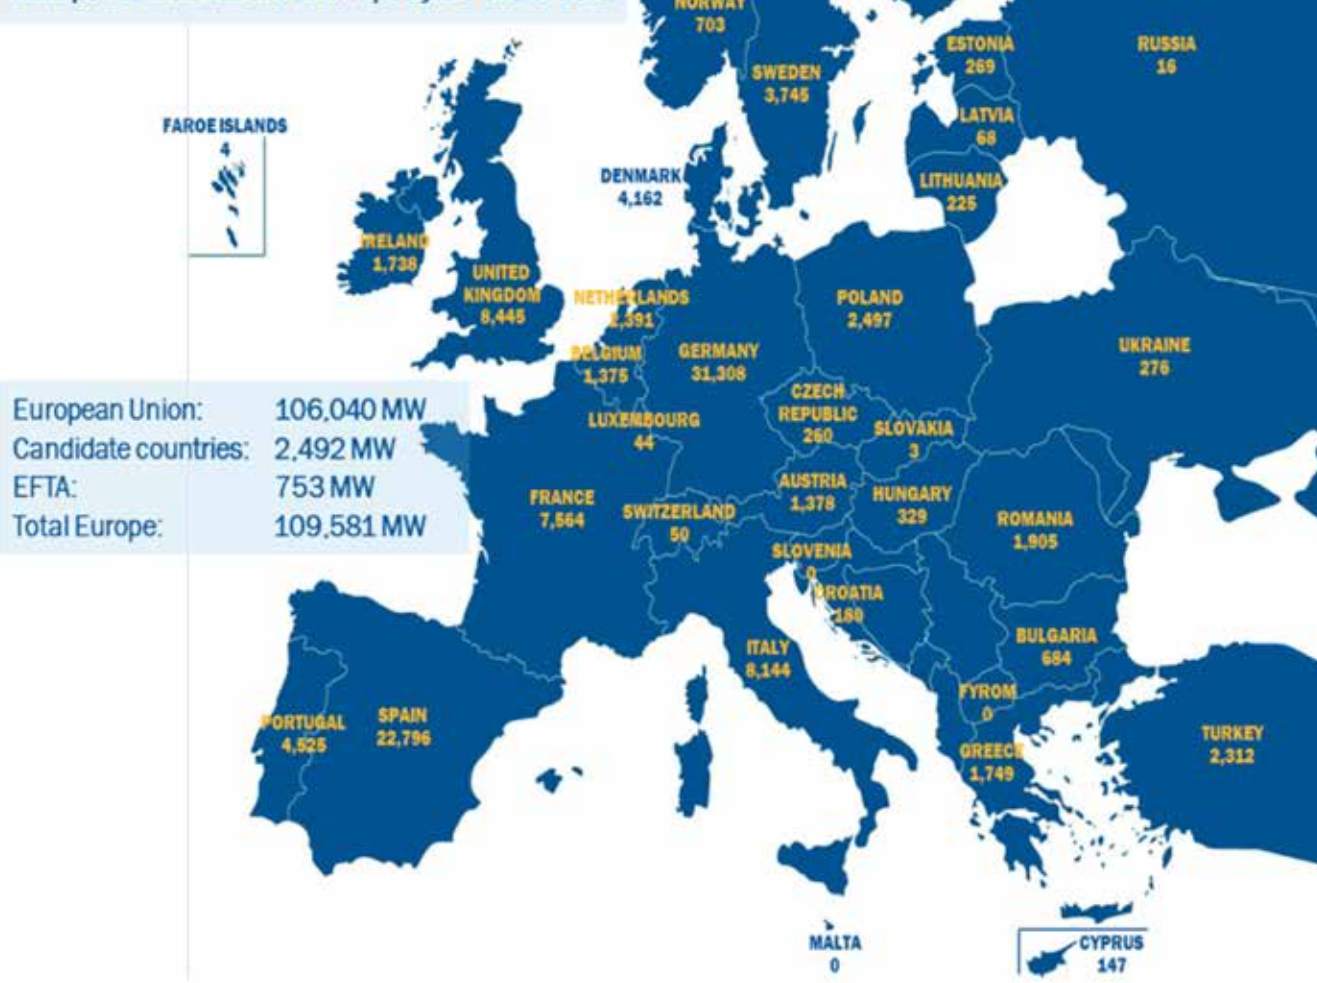 NORWAY
703
ESTONIA
269
RUSSIA
16
SWEDEN
3,745
LATVIA
68
FAROE ISLANDS
4
DENMARK
4,162
LITHUANIA
225
IRELAND
1,738
UNITED
KINGDOM
8,445
NETHERLANDS
2,391
POLAND
2,497
BELGIUM
1,375
GERMANY
31,308
UKRAINE
276
CZECH
REPUBLIC
260
European Union: 106,040 MW
Candidate countries: 2,492 MW
EFTA: 753 MW
Total Europe: 109,581 MW
LUXEMBOURG
44
SLOVAKIA
3
AUSTRIA
1,378
HUNGARY
329
FRANCE
7,564
SWITZERLAND
50
ROMANIA
1,905
SLOVENIA
0
CROATIA
180
BULGARIA
684
ITALY
8,144
FYROM
0
PORTUGAL
4,525
SPAIN
22,796
GREECE
1,749
TURKEY
2,312
MALTA
0
CYPRUS
147